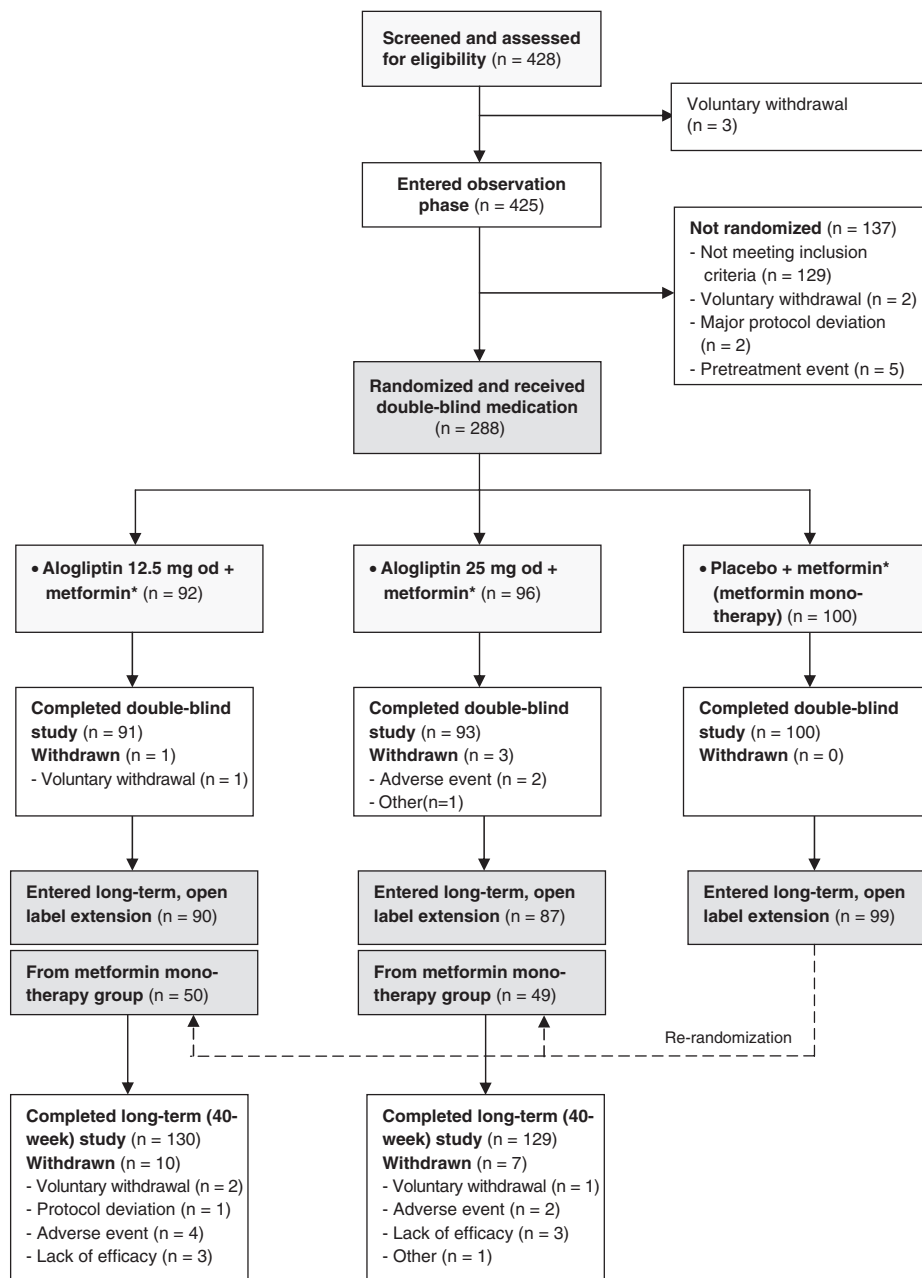 Screened and assessed
for eligibility (n = 428)
Voluntary withdrawal
(n = 3)
Entered observation
phase (n = 425)
Not randomized (n = 137)
- Not meeting inclusion
criteria (n = 129)
- Voluntary withdrawal (n = 2)
- Major protocol deviation
(n = 2)
- Pretreatment event (n = 5)
Randomized and received
double-blind medication
(n = 288)
• Alogliptin 12.5 mg od +
metformin* (n = 92)
• Alogliptin 25 mg od +
metformin* (n = 96)
• Placebo + metformin*
(metformin mono-
therapy) (n = 100)
Completed double-blind
study (n = 91)
Withdrawn (n = 1)
- Voluntary withdrawal (n = 1)
Completed double-blind
study (n = 93)
Withdrawn (n = 3)
- Adverse event (n = 2)
- Other(n=1)
Completed double-blind
study (n = 100)
Withdrawn (n = 0)
Entered long-term, open
label extension (n = 90)
Entered long-term, open
label extension (n = 87)
Entered long-term, open
label extension (n = 99)
From metformin mono-
therapy group (n = 50)
From metformin mono-
therapy group (n = 49)
Re-randomization
Completed long-term (40-
week) study (n = 130)
Withdrawn (n = 10)
- Voluntary withdrawal (n = 2)
- Protocol deviation (n = 1)
- Adverse event (n = 4)
- Lack of efficacy (n = 3)
Completed long-term (40-
week) study (n = 129)
Withdrawn (n = 7)
- Voluntary withdrawal (n = 1)
- Adverse event (n = 2)
- Lack of efficacy (n = 3)
- Other (n = 1)